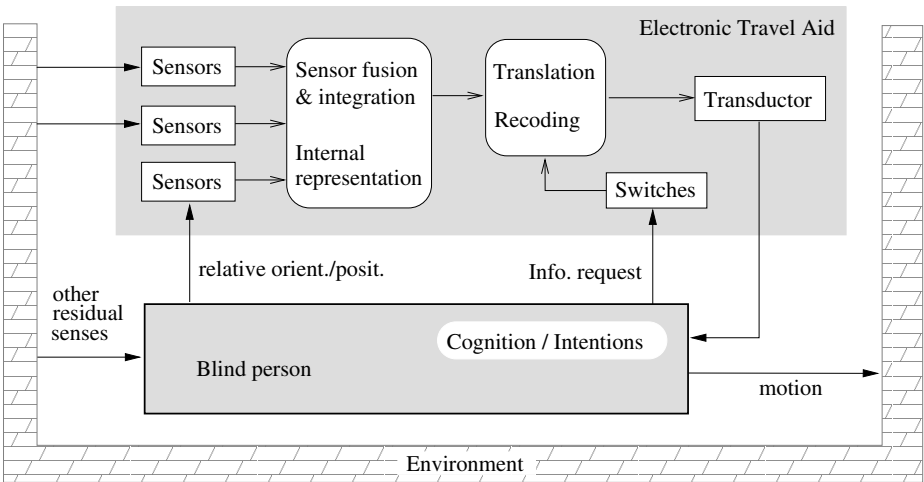 Electronic Travel Aid
Sensors
Sensors
Sensors
Sensor fusion
& integration
Internal
representation
Translation
Recoding
Transductor
Switches
relative orient./posit.
Info. request
other
residual
senses
Cognition / Intentions
Blind person
motion
Environment